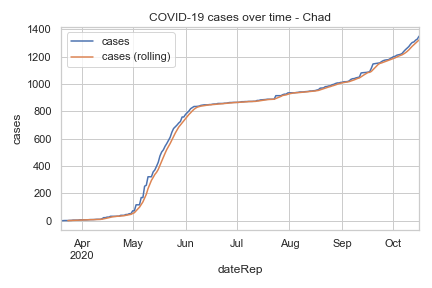 COVID-19 cases over time - Chad
cases
cases (rolling)
1400
1200
1000
800
600
400
200
0
cases
Apr
2020
May
Jun
Jul
Aug
Sep
Oct
dateRep